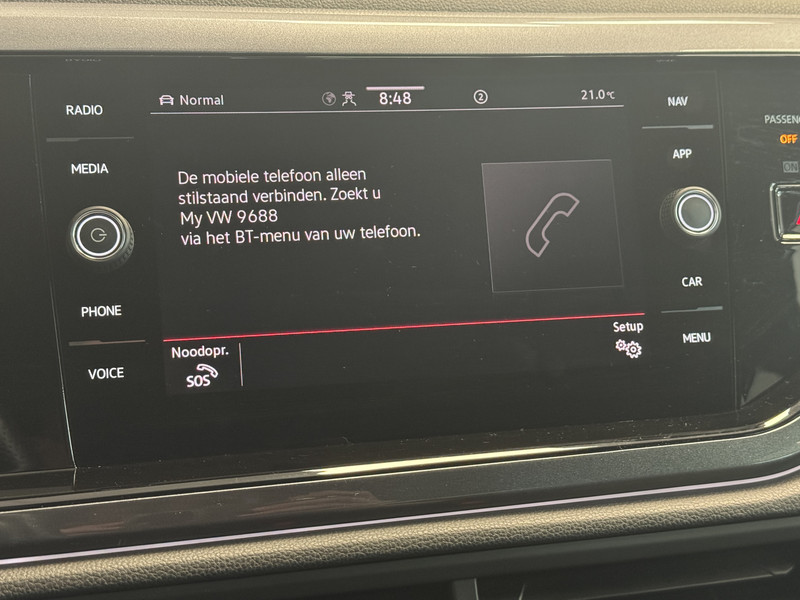 RADIO
MEDIA
PHONE
VOICE
Normal
8:48
2
21.0°C
De mobiele telefoon alleen
stilstaand verbinden. Zoekt u
My VW 9688
via het BT-menu van uw telefoon.
Noodopr.
SOS
Setup
NAV
APP
CAR
MENU
OFF